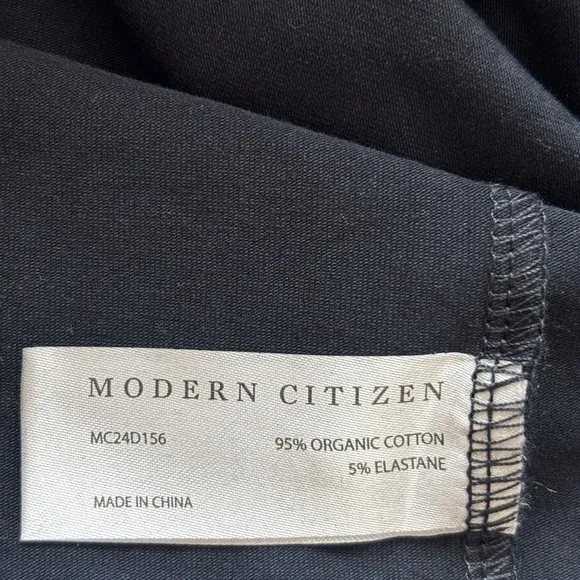 MODERN CITIZEN
MC24D156
95% ORGANIC COTTON
5% ELASTANE
MADE IN CHINA